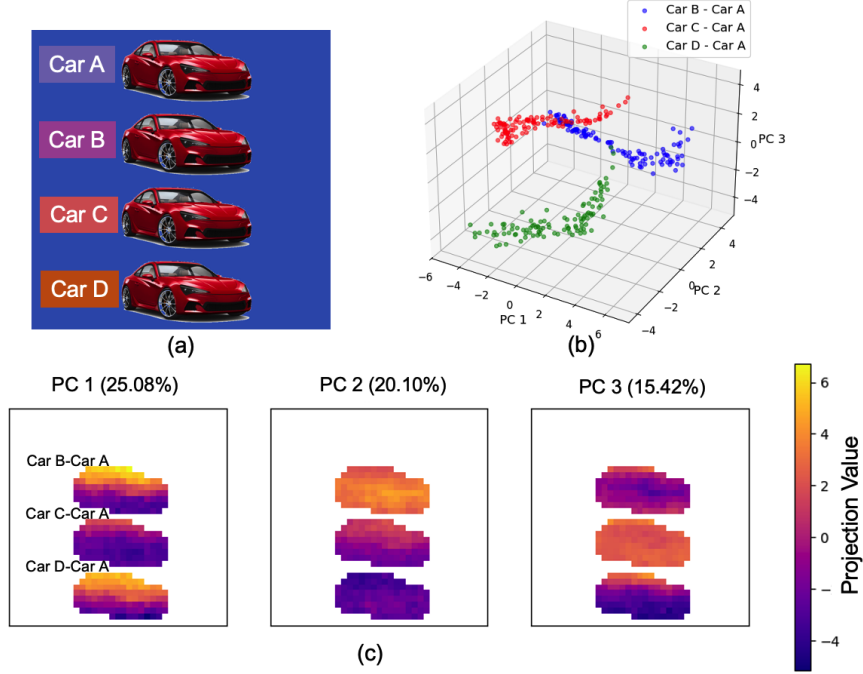 Car A
Car B
Car C
Car D
(a)
Car B - Car A
Car C - Car A
Car D - Car A
4
2
0
−2
−4
PC 3
−6
−4
−2
0
2
4
6
PC 1
−4
−2
0
2
4
PC 2
(b)
PC 1 (25.08%)
PC 2 (20.10%)
PC 3 (15.42%)
Car B-Car A
Car C-Car A
Car D-Car A
6
4
2
0
−2
−4
Projection Value
(c)